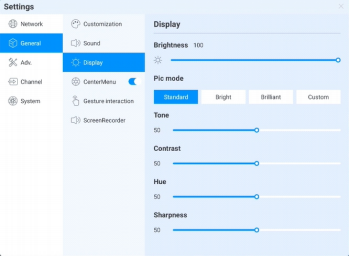 Settings
Network
General
Adv.
Channel
System
Customization
Sound
Display
CenterMenu
Gesture interaction
ScreenRecorder
Display
Brightness 100
Pic mode
Standard Bright Brilliant Custom
Tone
50
Contrast
50
Hue
50
Sharpness
50